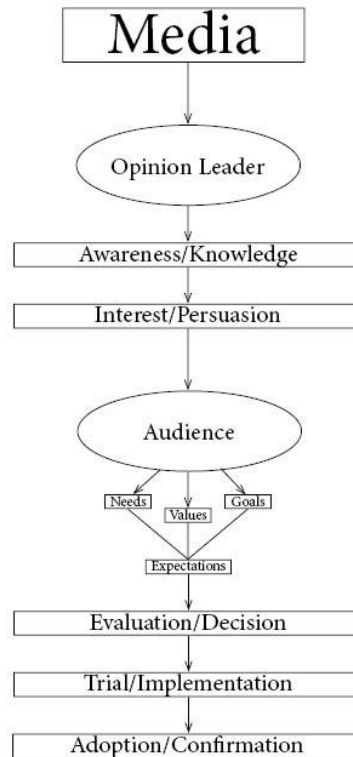 Media
Opinion Leader
Awareness/Knowledge
Interest/Persuasion
Audience
Needs
Values
Goals
Expectations
Evaluation/Decision
Trial/Implementation
Adoption/Confirmation